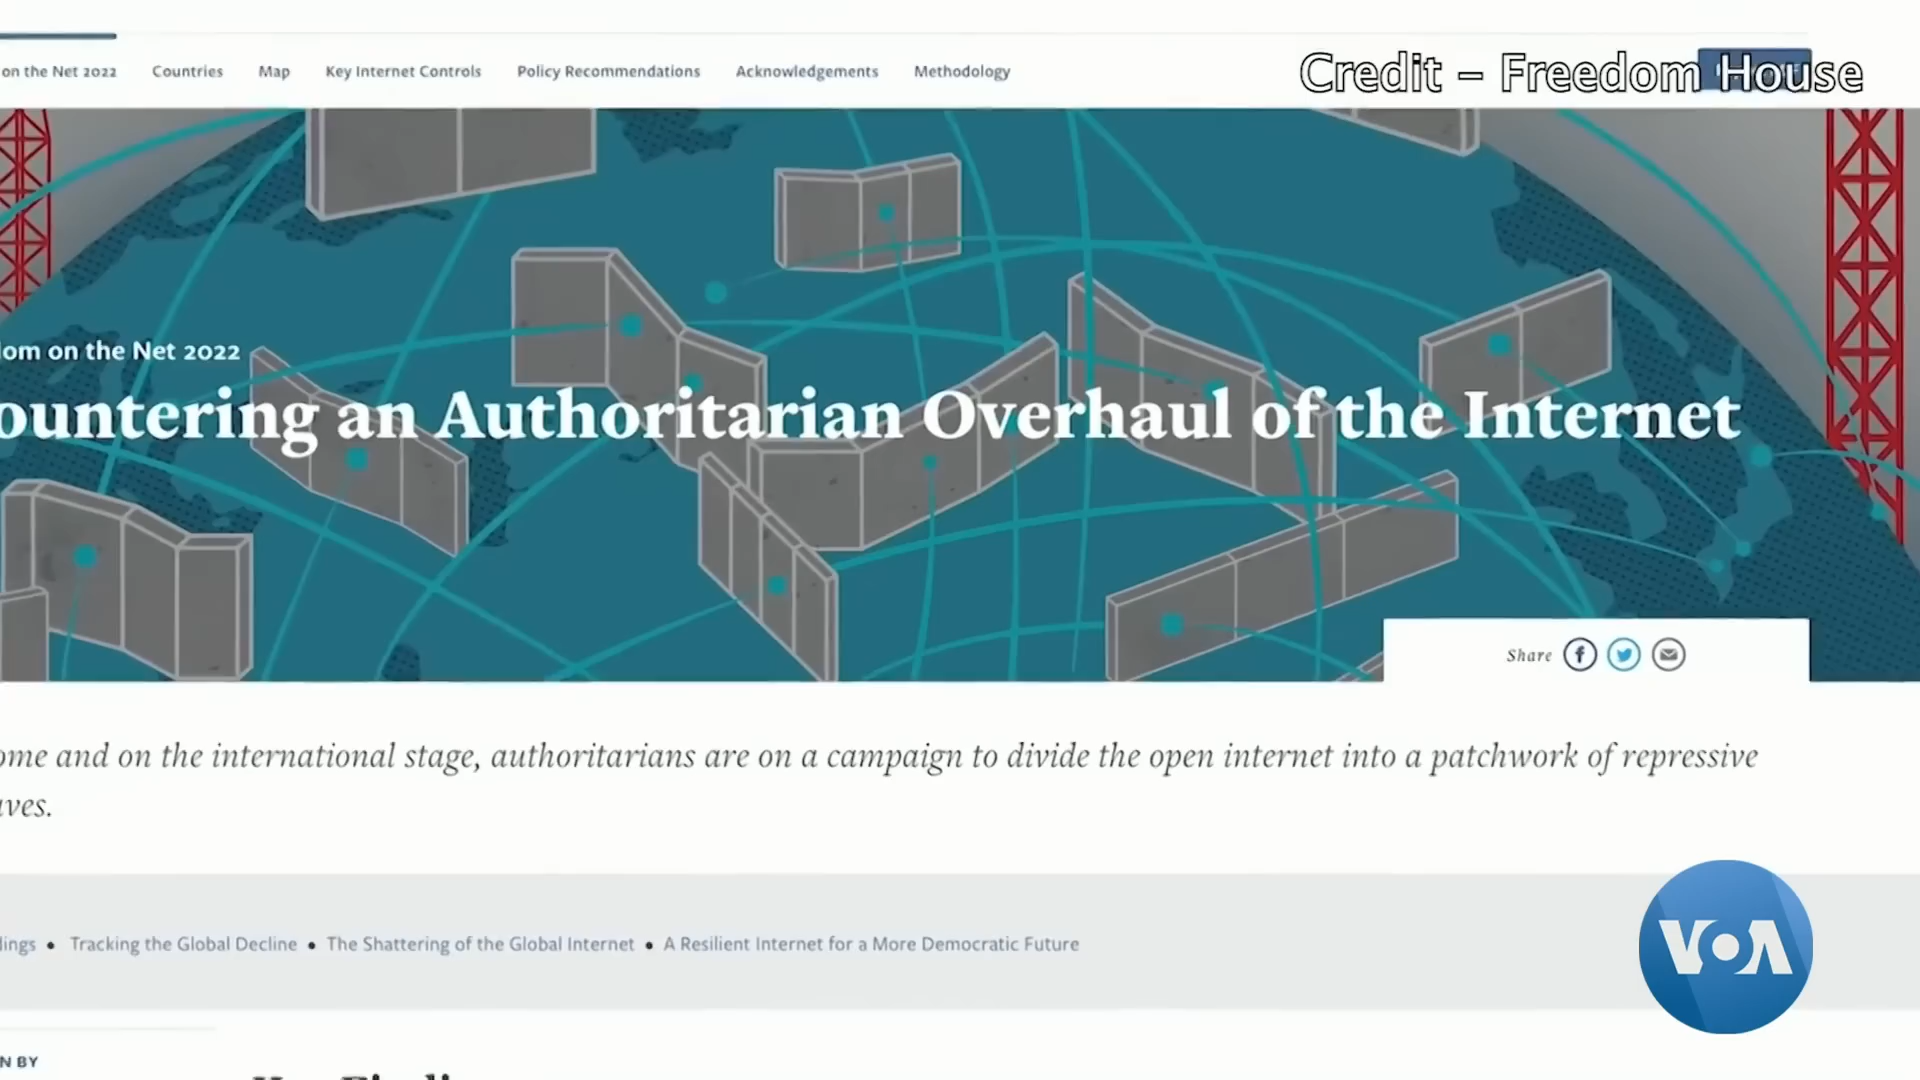 on the Net 2022 Countries Map Key Internet Controls Policy Recommendations Acknowledgements Methodology
Credit – Freedom House
dom on the Net 2022
ountering an Authoritarian Overhaul of the Internet
Share
ome and on the international stage, authoritarians are on a campaign to divide the open internet into a patchwork of repressive
aves.
lings • Tracking the Global Decline • The Shattering of the Global Internet • A Resilient Internet for a More Democratic Future
VOA
N BY